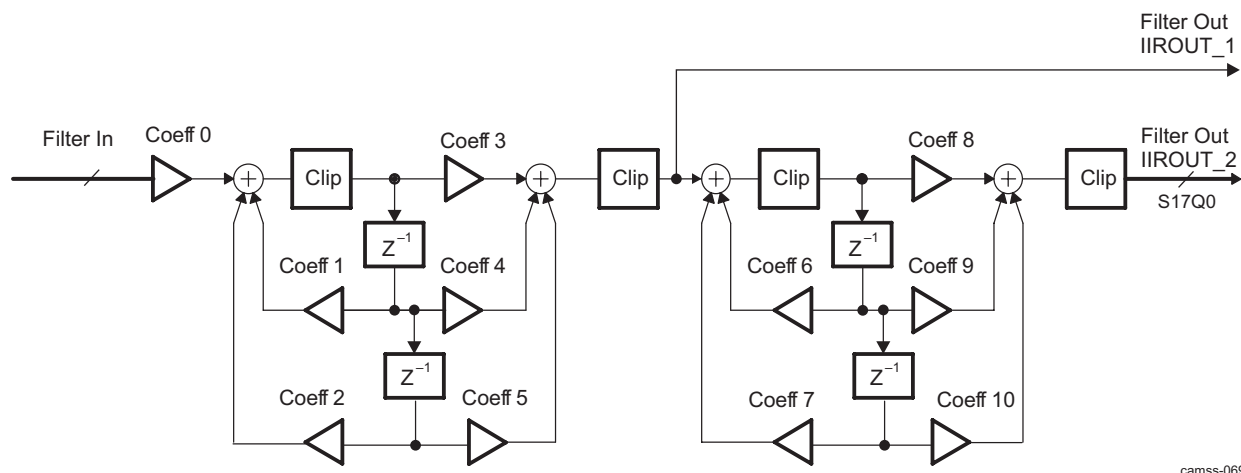 Filter Out
IIROUT_1
Filter In
Coeff 0
Coeff 3
Coeff 8
Filter Out
IIROUT_2
+
Clip
+
Clip
+
Clip
+
Clip
S17Q0
Z⁻¹
Z⁻¹
Coeff 1
Coeff 4
Coeff 6
Coeff 9
Z⁻¹
Z⁻¹
Coeff 2
Coeff 5
Coeff 7
Coeff 10